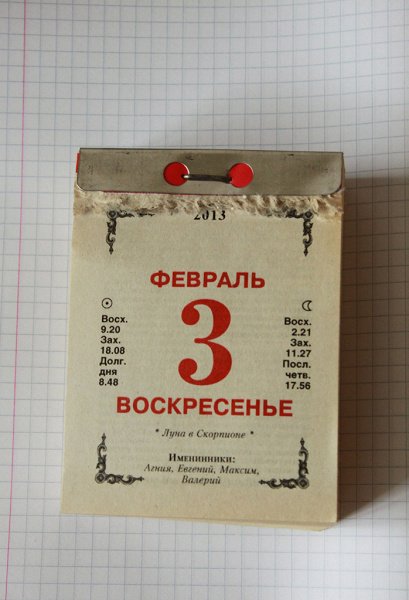 2013
ФЕВРАЛЬ
3
Восх.
9.20
Зах.
18.08
Долг.
дня
8.48
Восх.
2.21
Зах.
11.27
Посл.
четв.
17.56
ВОСКРЕСЕНЬЕ
* Луна в Скорпионе *
Именинники:
Агния, Евгений, Максим,
Валерий